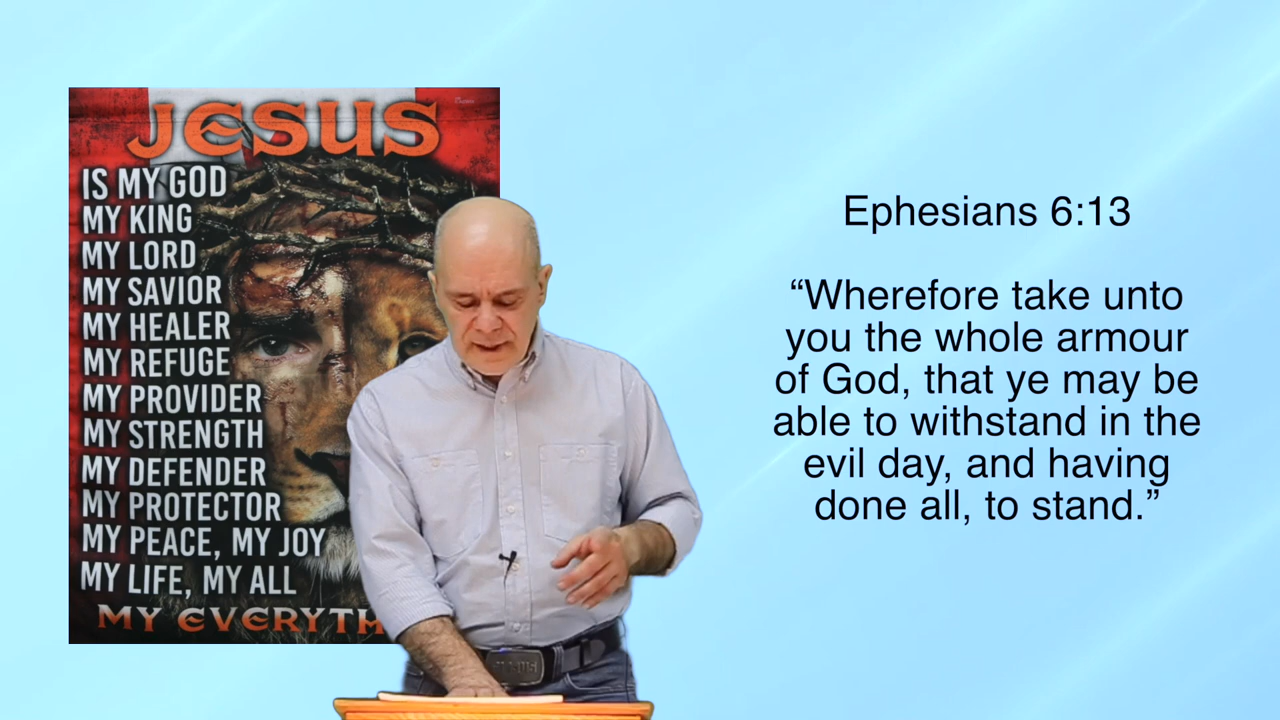 JESUS
IS MY GOD
MY KING
MY LORD
MY SAVIOR
MY HEALER
MY REFUGE
MY PROVIDER
MY STRENGTH
MY DEFENDER
MY PROTECTOR
MY PEACE, MY JOY
MY LIFE, MY ALL
MY EVERYTH
Ephesians 6:13
“Wherefore take unto
you the whole armour
of God, that ye may be
able to withstand in the
evil day, and having
done all, to stand.”